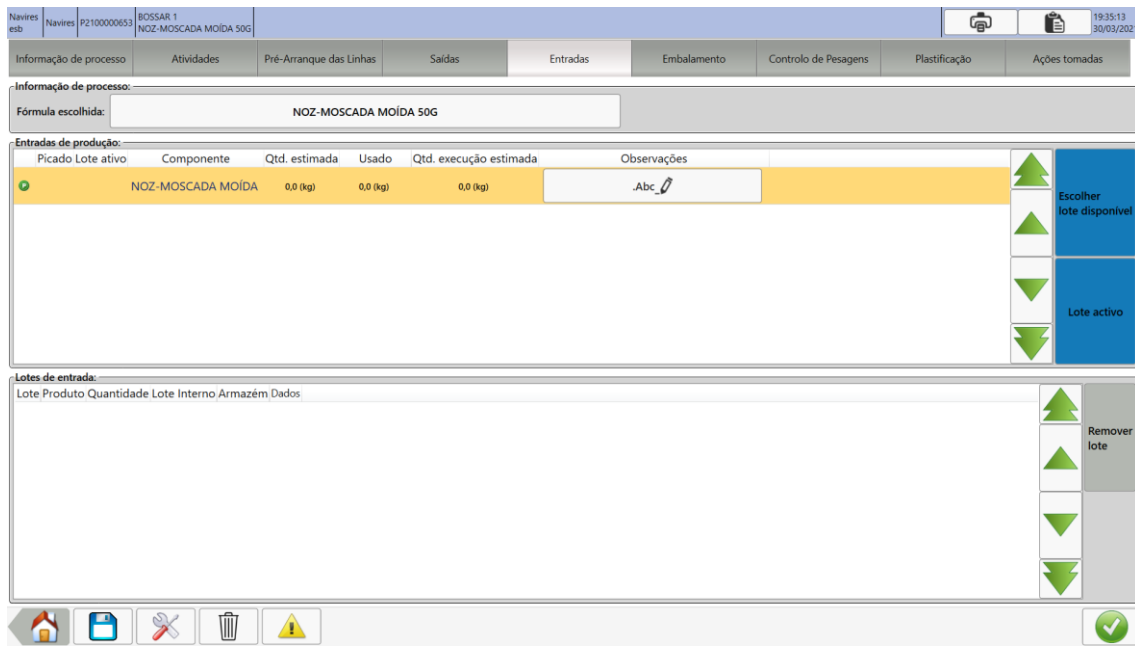 Navires
esb
Navires
P2100000653
BOSSAR 1
NOZ-MOSCADA MOÍDA 50G
19:35:13
30/03/202
Informação de processo
Atividades
Pré-Arranque das Linhas
Saídas
Entradas
Embalamento
Controlo de Pesagens
Plastificação
Ações tomadas
Informação de processo:
Fórmula escolhida:
NOZ-MOSCADA MOÍDA 50G
Entradas de produção:
Picado Lote ativo Componente Qtd. estimada Usado Qtd. execução estimada Observações
NOZ-MOSCADA MOÍDA 0,0 (kg) 0,0 (kg) 0,0 (kg) .Abc_
Escolher
lote disponível
Lote activo
Lotes de entrada:
Lote Produto Quantidade Lote Interno Armazém Dados
Remover
lote